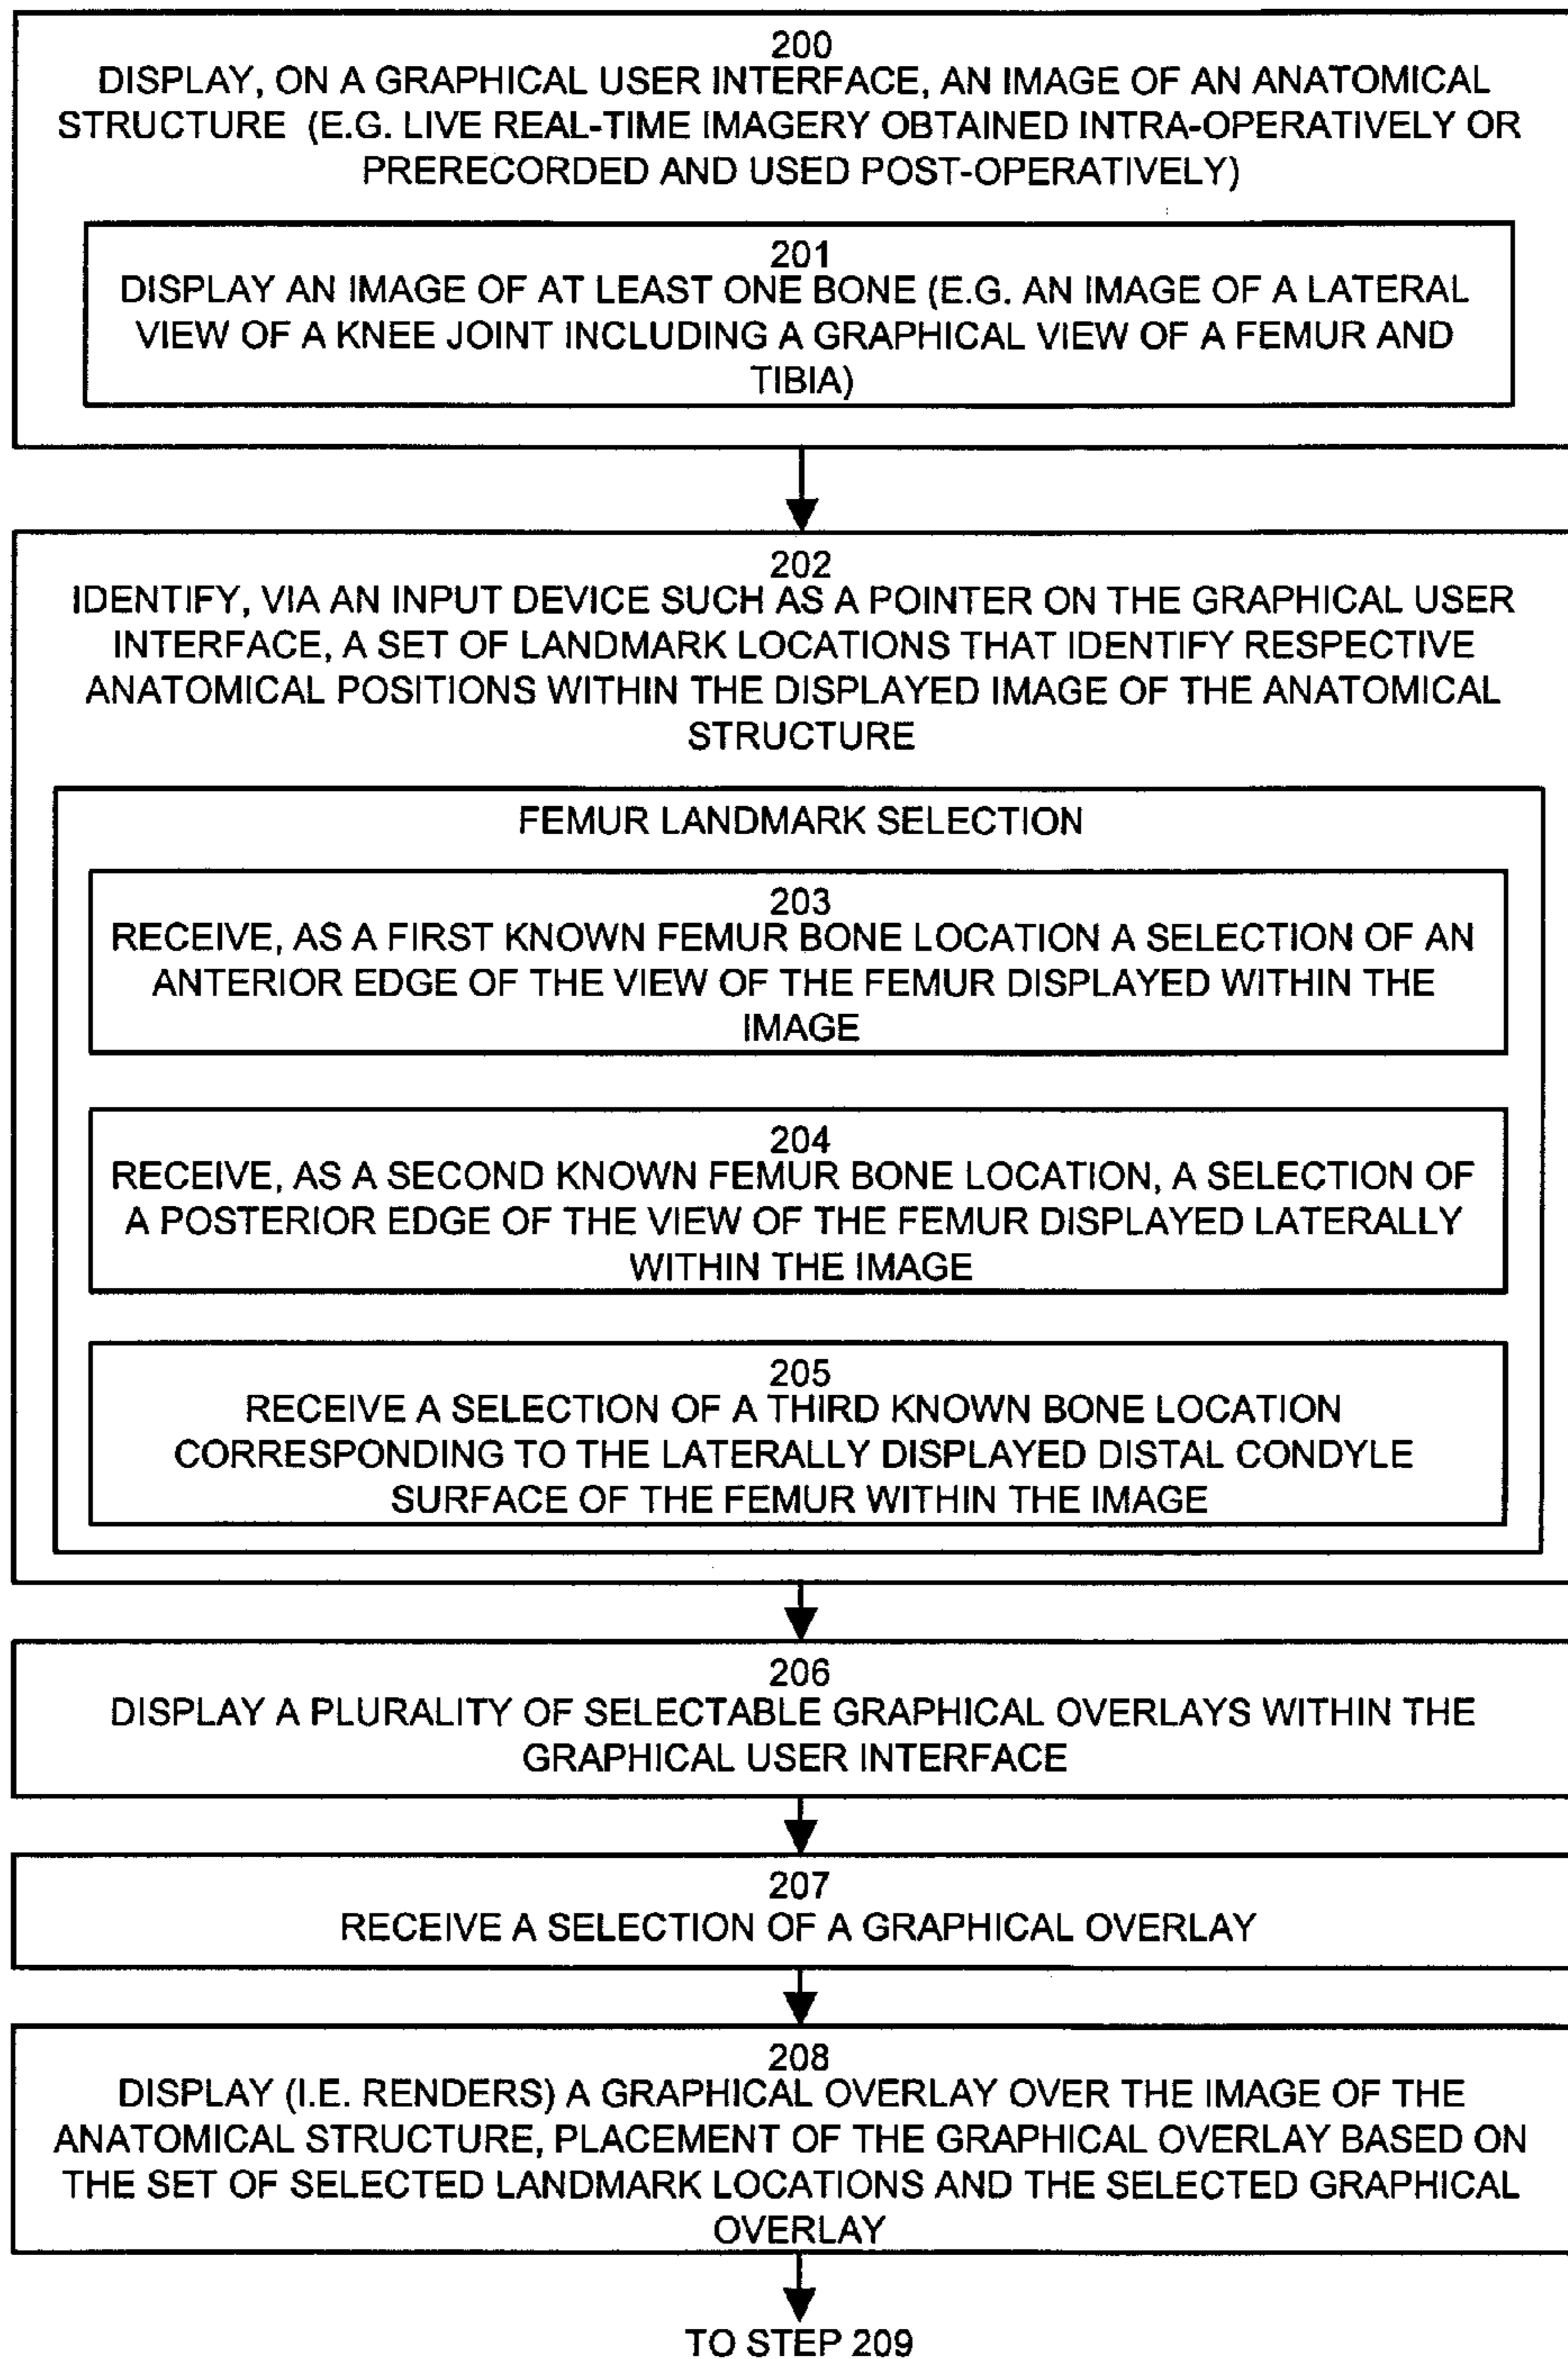 200
DISPLAY, ON A GRAPHICAL USER INTERFACE, AN IMAGE OF AN ANATOMICAL
STRUCTURE (E.G. LIVE REAL-TIME IMAGERY OBTAINED INTRA-OPERATIVELY OR
PRERECORDED AND USED POST-OPERATIVELY)
201
DISPLAY AN IMAGE OF AT LEAST ONE BONE (E.G. AN IMAGE OF A LATERAL
VIEW OF A KNEE JOINT INCLUDING A GRAPHICAL VIEW OF A FEMUR AND
TIBIA)
202
IDENTIFY, VIA AN INPUT DEVICE SUCH AS A POINTER ON THE GRAPHICAL USER
INTERFACE, A SET OF LANDMARK LOCATIONS THAT IDENTIFY RESPECTIVE
ANATOMICAL POSITIONS WITHIN THE DISPLAYED IMAGE OF THE ANATOMICAL
STRUCTURE
FEMUR LANDMARK SELECTION
203
RECEIVE, AS A FIRST KNOWN FEMUR BONE LOCATION A SELECTION OF AN
ANTERIOR EDGE OF THE VIEW OF THE FEMUR DISPLAYED WITHIN THE
IMAGE
204
RECEIVE, AS A SECOND KNOWN FEMUR BONE LOCATION, A SELECTION OF
A POSTERIOR EDGE OF THE VIEW OF THE FEMUR DISPLAYED LATERALLY
WITHIN THE IMAGE
205
RECEIVE A SELECTION OF A THIRD KNOWN BONE LOCATION
CORRESPONDING TO THE LATERALLY DISPLAYED DISTAL CONDYLE
SURFACE OF THE FEMUR WITHIN THE IMAGE
206
DISPLAY A PLURALITY OF SELECTABLE GRAPHICAL OVERLAYS WITHIN THE
GRAPHICAL USER INTERFACE
207
RECEIVE A SELECTION OF A GRAPHICAL OVERLAY
208
DISPLAY (I.E. RENDERS) A GRAPHICAL OVERLAY OVER THE IMAGE OF THE
ANATOMICAL STRUCTURE, PLACEMENT OF THE GRAPHICAL OVERLAY BASED ON
THE SET OF SELECTED LANDMARK LOCATIONS AND THE SELECTED GRAPHICAL
OVERLAY
TO STEP 209